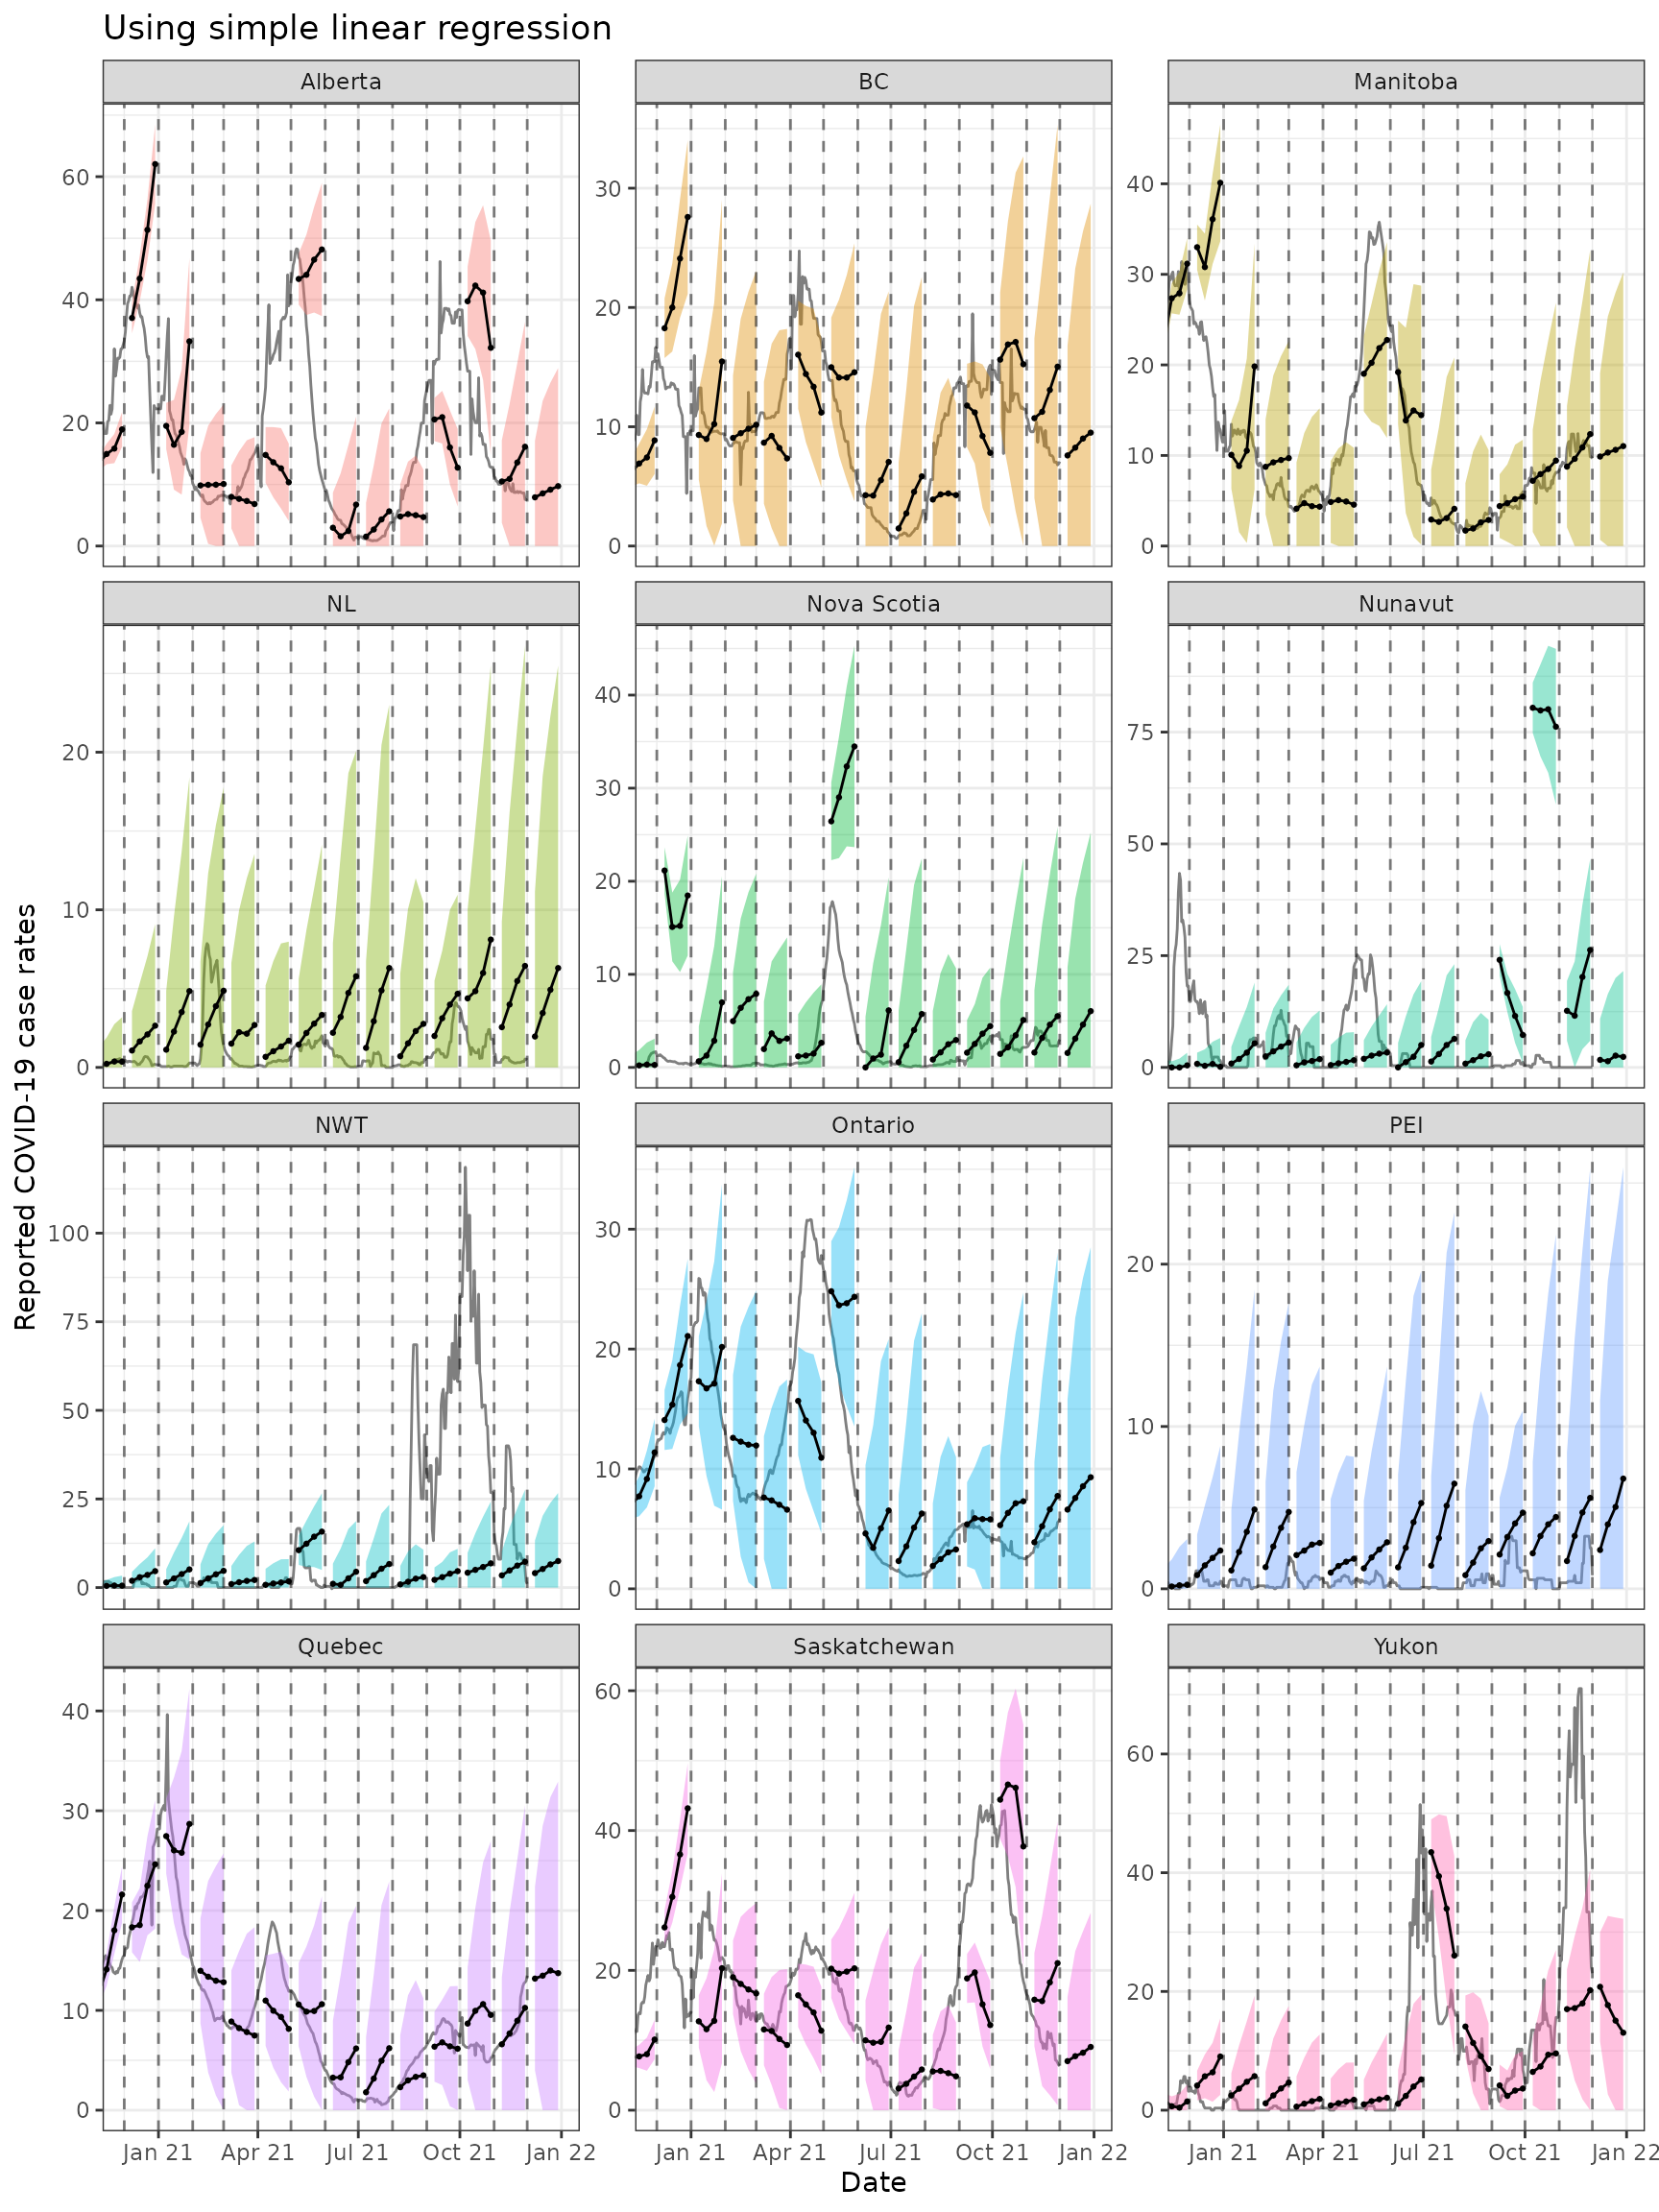 Using simple linear regression
Alberta
BC
Manitoba
60
40
20
0
30
20
10
0
40
30
20
10
0
NL
Nova Scotia
Nunavut
20
10
0
40
30
20
10
0
75
50
25
0
NWT
Ontario
PEI
100
75
50
25
0
30
20
10
0
20
10
0
Quebec
Saskatchewan
Yukon
40
30
20
10
0
60
40
20
0
60
40
20
0
Jan 21 Apr 21 Jul 21 Oct 21 Jan 22
Jan 21 Apr 21 Jul 21 Oct 21 Jan 22
Jan 21 Apr 21 Jul 21 Oct 21 Jan 22
Date
Reported COVID-19 case rates